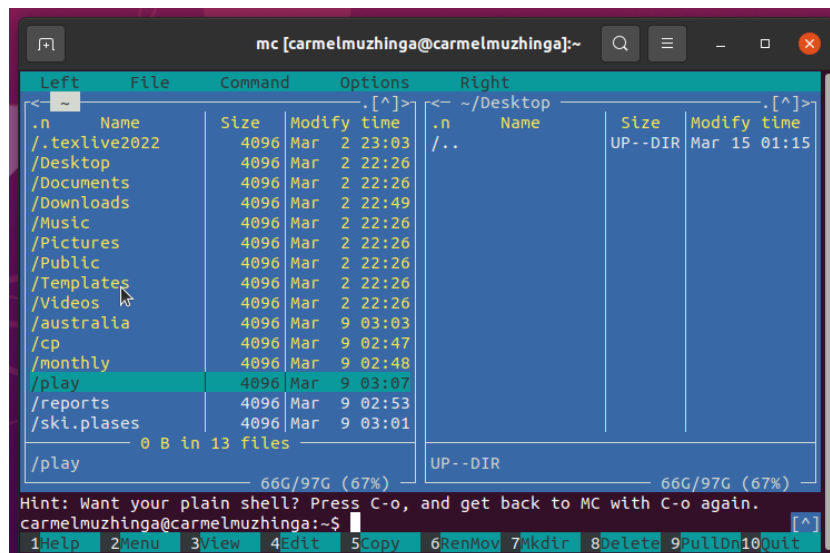 mc [carmelmuzhinga@carmelmuzhinga]:~
Left File Command Options Right
<— ~ —.[^]> <— ~/Desktop —.[^]>
.n Name Size Modify time .n Name Size Modify time
/.texlive2022 4096 Mar 2 23:03 /.. UP--DIR Mar 15 01:15
/Desktop 4096 Mar 2 22:26
/Documents 4096 Mar 2 22:26
/Downloads 4096 Mar 2 22:49
/Music 4096 Mar 2 22:26
/Pictures 4096 Mar 2 22:26
/Public 4096 Mar 2 22:26
/Templates 4096 Mar 2 22:26
/Videos 4096 Mar 2 22:26
/australia 4096 Mar 9 03:03
/cp 4096 Mar 9 02:47
/monthly 4096 Mar 9 02:48
/play 4096 Mar 9 03:07
/reports 4096 Mar 9 02:53
/ski.plases 4096 Mar 9 03:01
0 B in 13 files
/play UP--DIR
66G/97G (67%) 66G/97G (67%)
Hint: Want your plain shell? Press C-o, and get back to MC with C-o again.
carmelmuzhinga@carmelmuzhinga:~$ [^]
1Help 2Menu 3View 4Edit 5Copy 6RenMov 7Mkdir 8Delete 9PullDn 10Quit